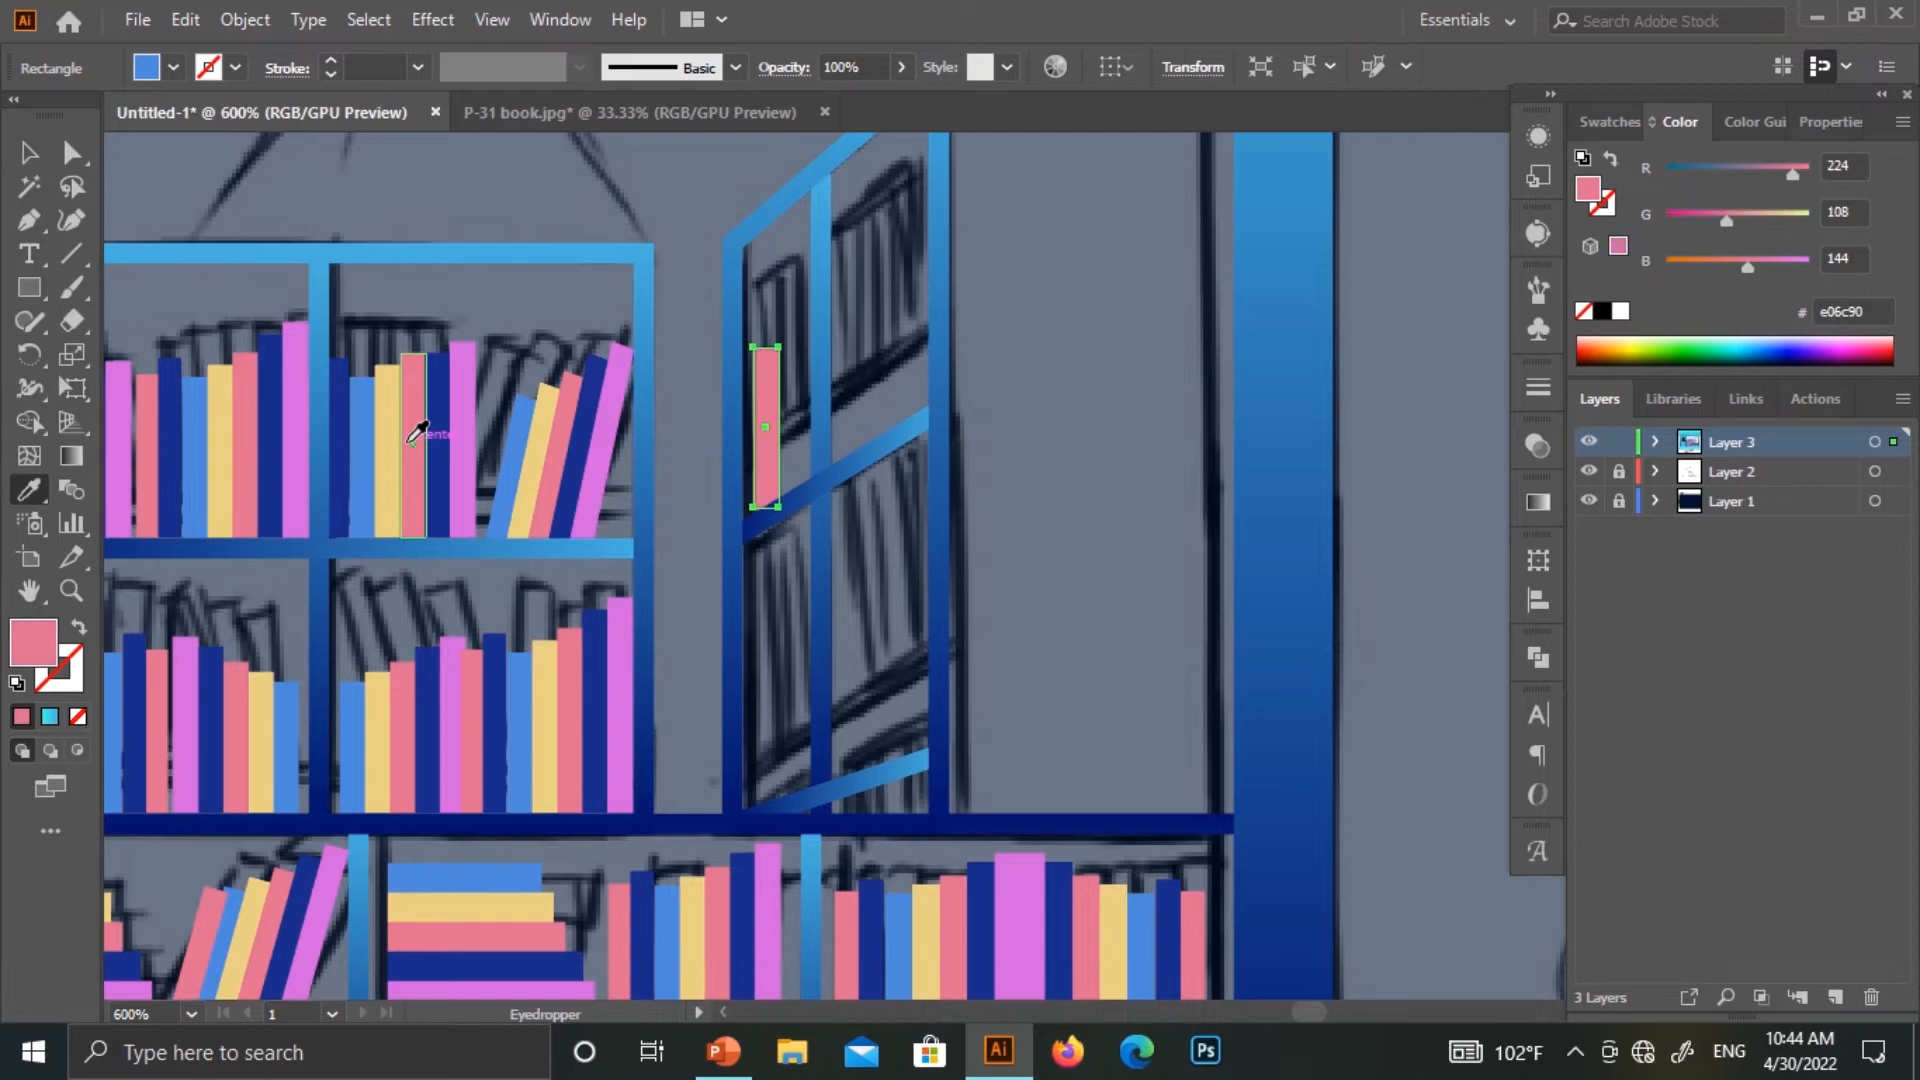 Ai File Edit Object Type Select Effect View Window Help Essentials Search Adobe Stock
Rectangle Stroke: Basic Opacity: 100% Style: Transform
Untitled-1* @ 600% (RGB/GPU Preview) P-31 book.jpg* @ 33.33% (RGB/GPU Preview)
Swatches Color Color Gui Propertie
R 224
G 108
B 144
# e06c90
Layers Libraries Links Actions
Layer 3
Layer 2
Layer 1
3 Layers
600% 1 Eyedropper
Type here to search
Ai Ps
102°F ENG
10:44 AM
4/30/2022